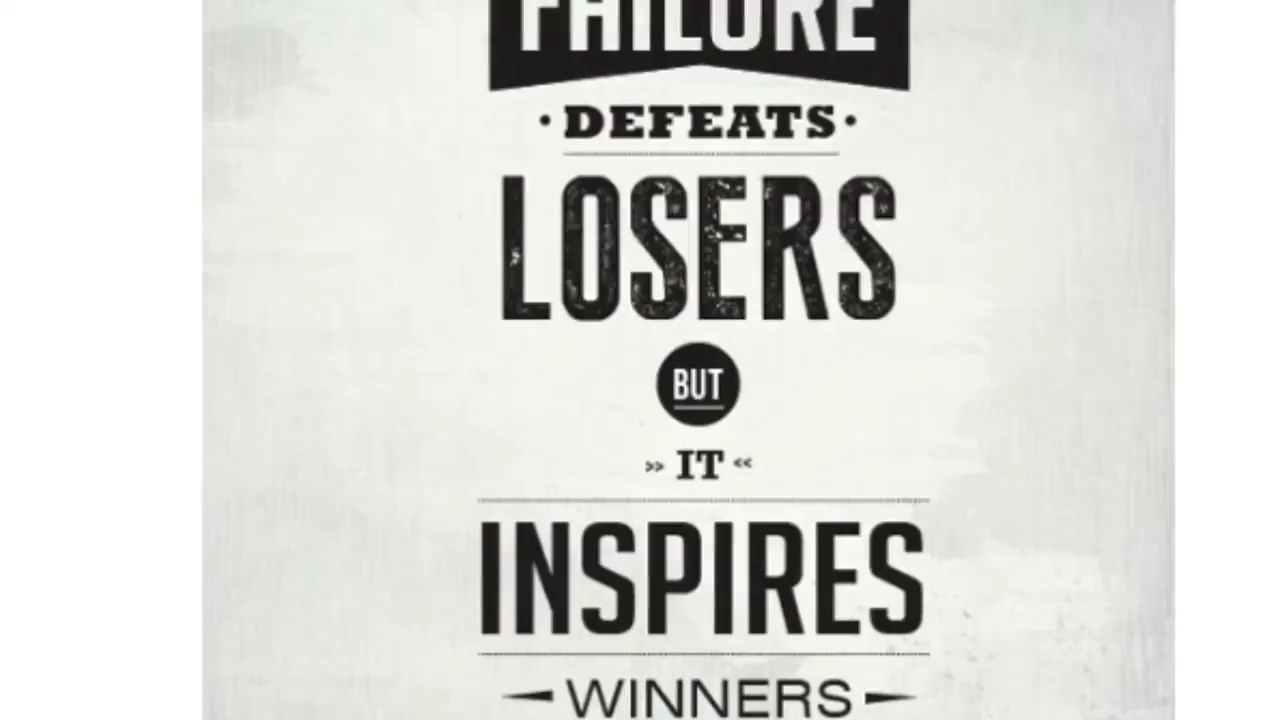 FAILURE
• DEFEATS •
LOSERS
BUT
» IT «
INSPIRES
WINNERS